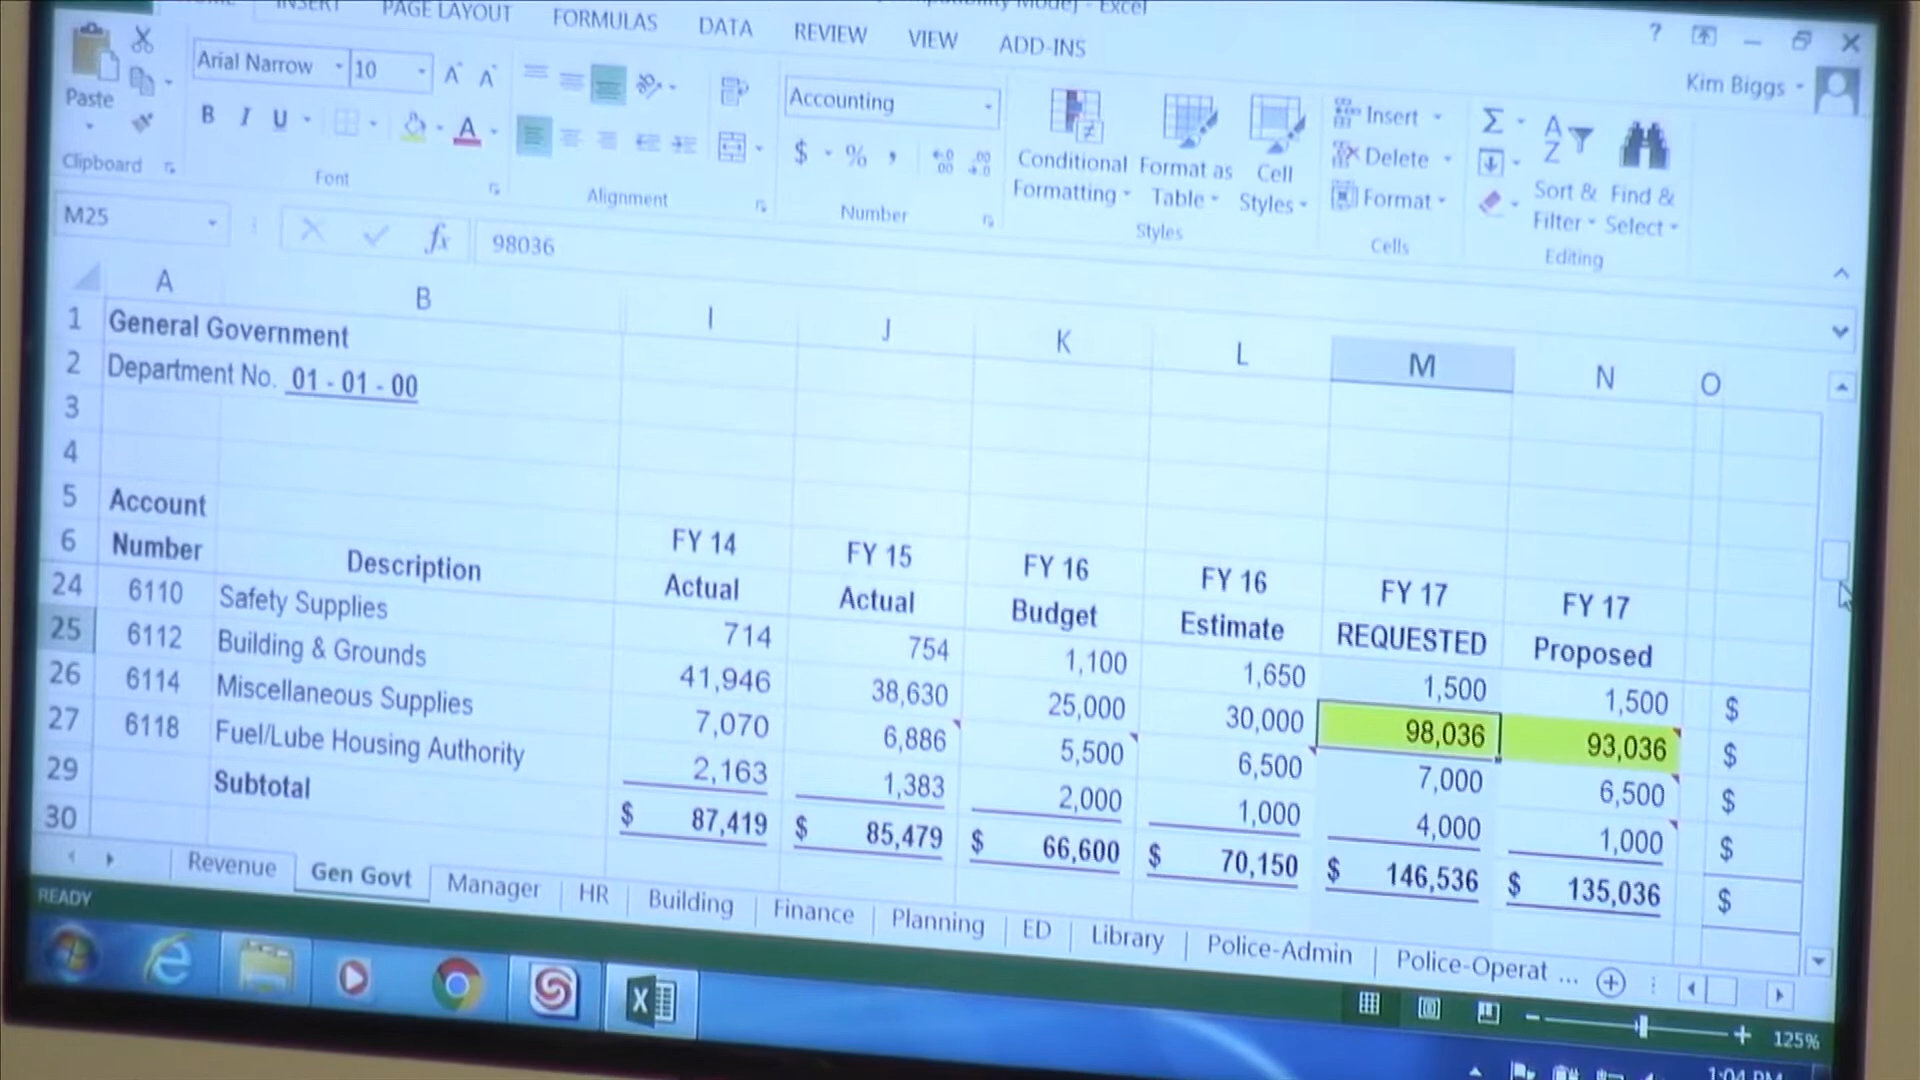 INSERT PAGE LAYOUT FORMULAS DATA REVIEW VIEW ADD-INS
Excel
?
Kim Biggs
Paste
Clipboard
Arial Narrow 10
B I U
Font
Alignment
Accounting
$ % ,
Number
Conditional Formatting
Format as Table
Cell Styles
Styles
Insert
Delete
Format
Cells
Sort & Filter
Find & Select
Editing
M25
fx 98036
A B I J K L M N O
1 General Government
2 Department No. 01 - 01 - 00
3
4
5 Account
6 Number Description FY 14 Actual FY 15 Actual FY 16 Budget FY 16 Estimate FY 17 REQUESTED FY 17 Proposed
24 6110 Safety Supplies 714 754 1,100 1,650 1,500 1,500 $
25 6112 Building & Grounds 41,946 38,630 25,000 30,000 98,036 93,036 $
26 6114 Miscellaneous Supplies 7,070 6,886 5,500 6,500 7,000 6,500 $
27 6118 Fuel/Lube Housing Authority 2,163 1,383 2,000 1,000 4,000 1,000 $
29 Subtotal $ 87,419 $ 85,479 $ 66,600 $ 70,150 $ 146,536 $ 135,036 $
30
Revenue Gen Govt Manager HR Building Finance Planning ED Library Police-Admin Police-Operat ...
READY
125%
1:04 PM